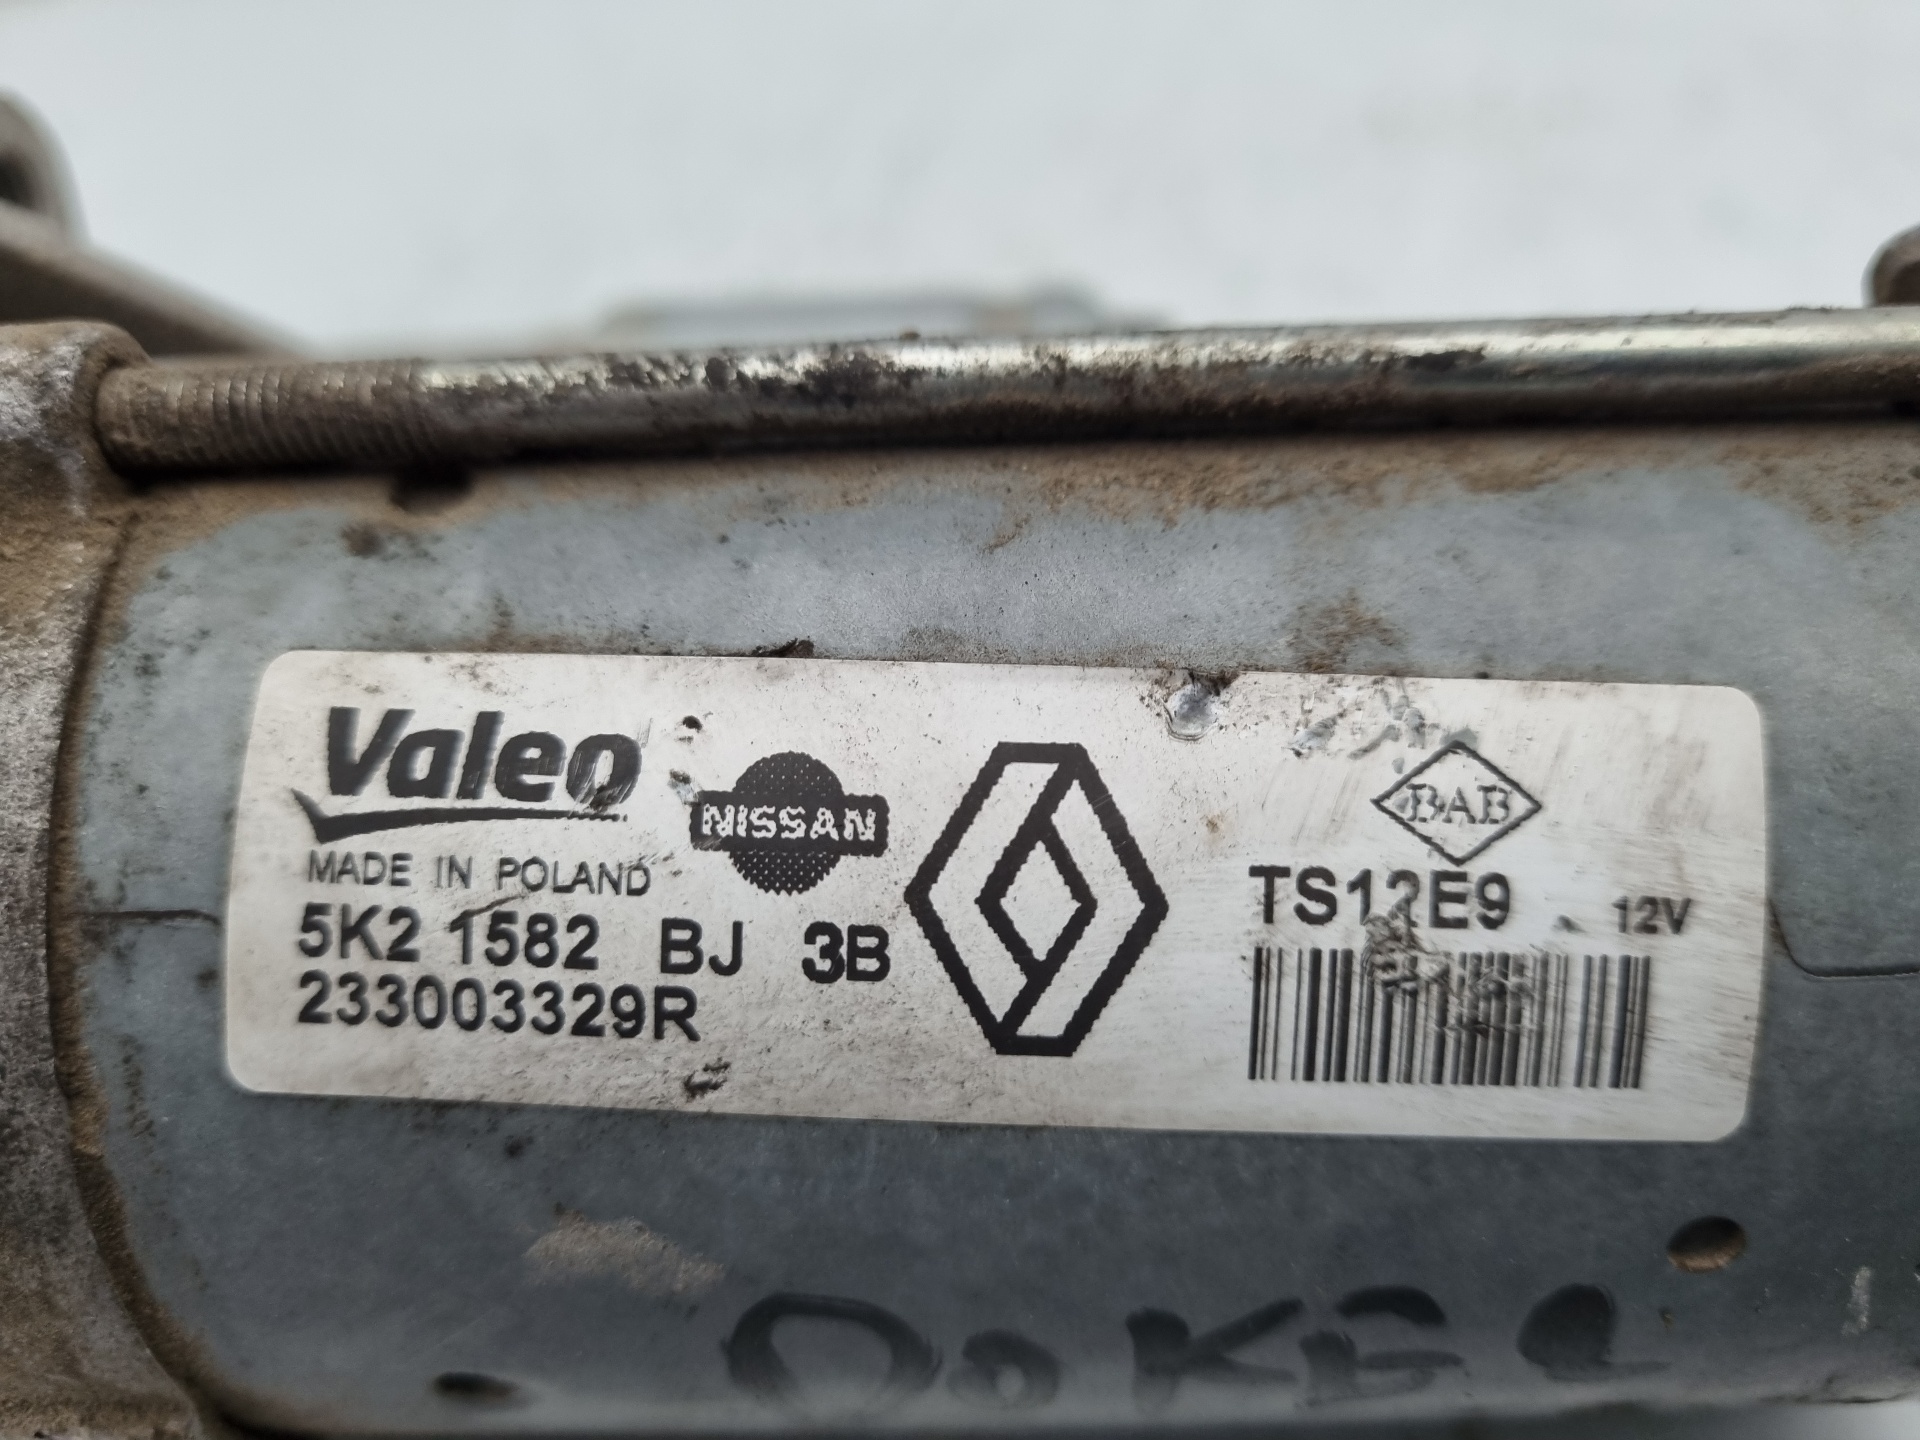 Valeo
MADE IN POLAND
NISSAN
5K2 1582 BJ 3B
233003329R
BAB
TS12E9 12V